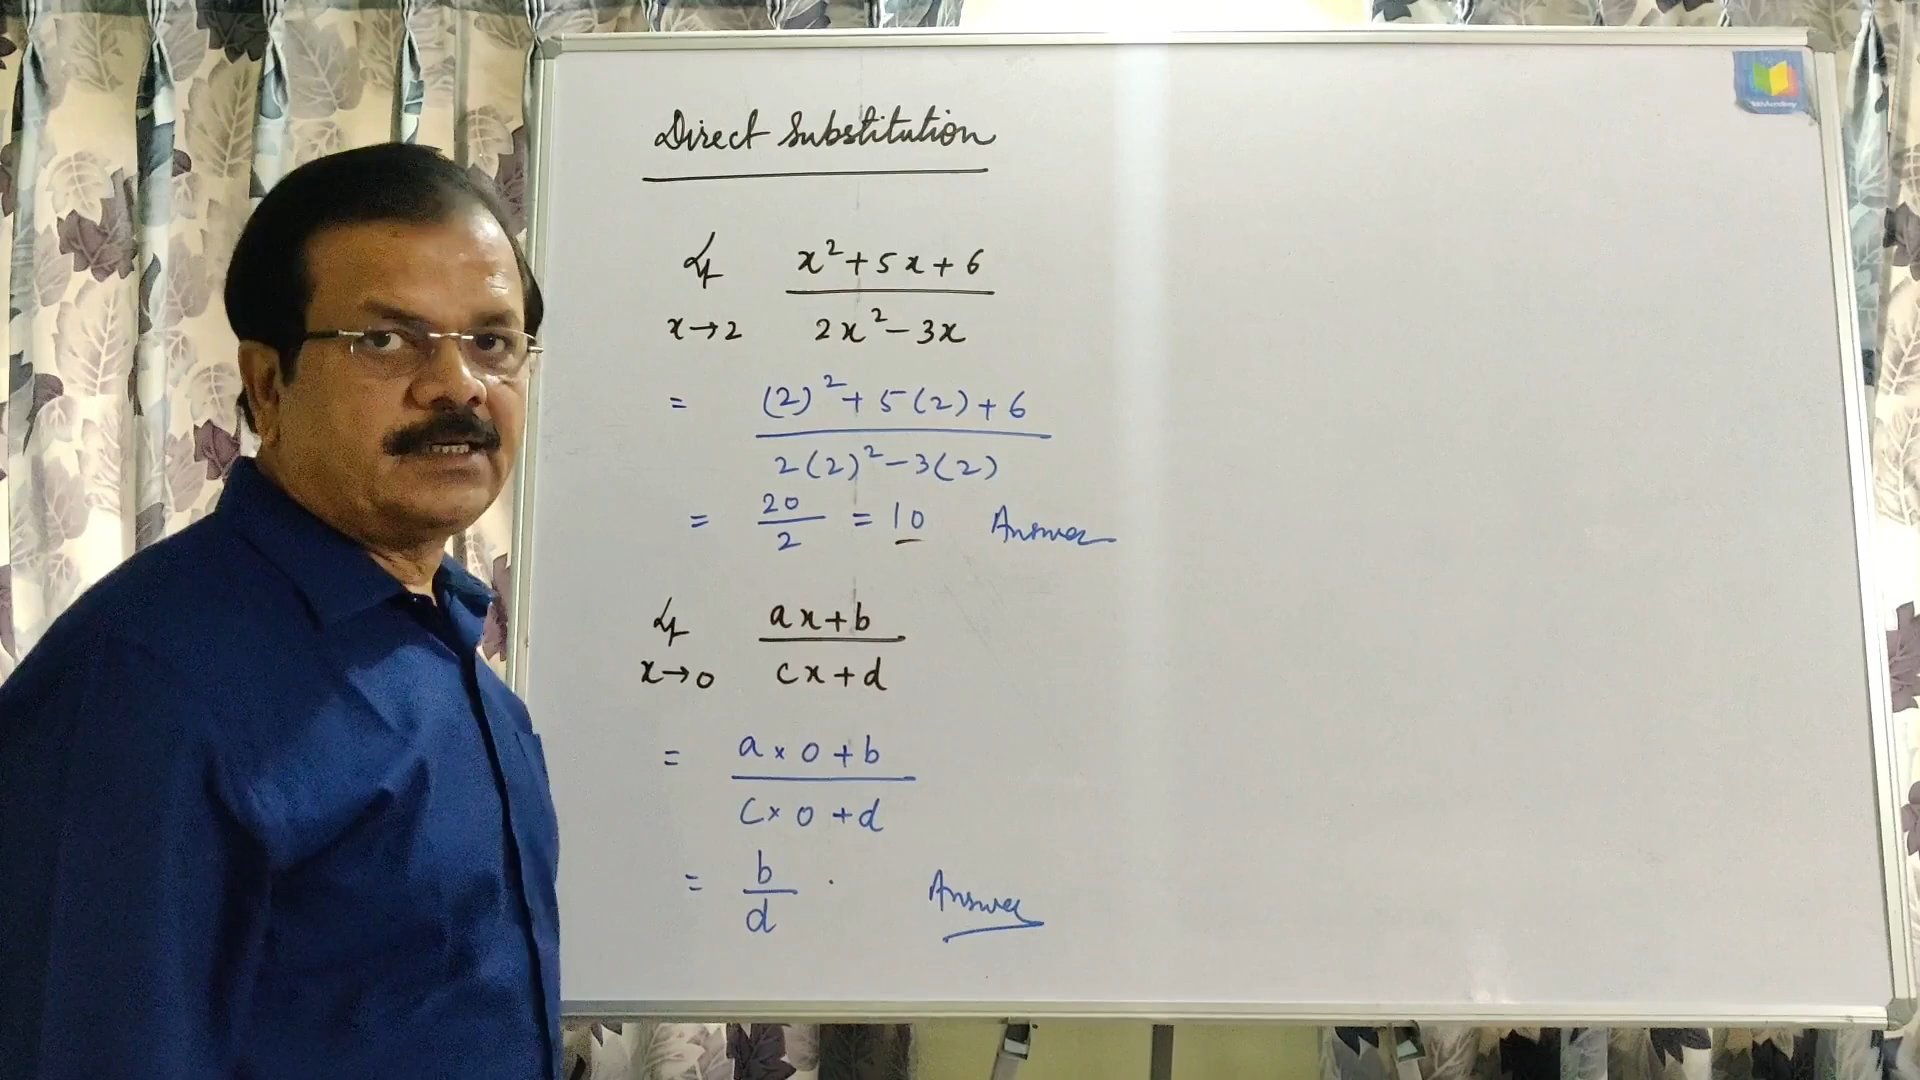 Direct Substitution
Lt x²+5x+6
x→2 2x²-3x
= (2)²+5(2)+6
2(2)²-3(2)
= 20/2 = 10 Answer
Lt ax+b
x→0 cx+d
= a×0+b
c×0+d
= b/d . Answer